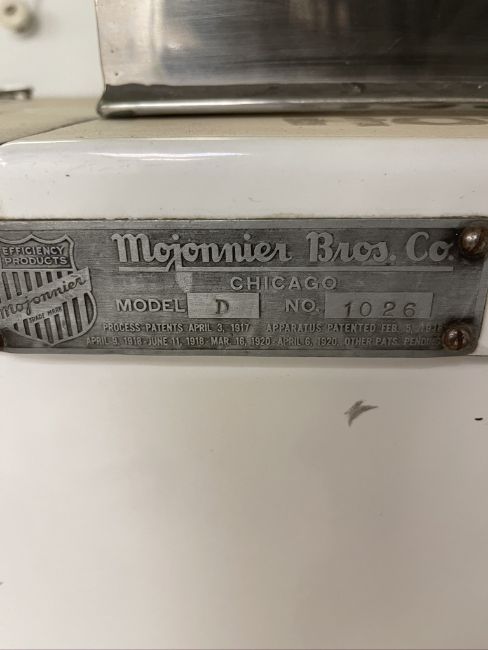 EFFICIENCY
PRODUCTS
Mojonnier
TRADE MARK
Mojonnier Bros. Co.
CHICAGO
MODEL D NO. 1026
PROCESS PATENTS APRIL 3, 1917 APPARATUS PATENTED FEB. 5,
APRIL 9, 1918 - JUNE 11, 1918 - MAR. 16, 1920 - APRIL 6, 1920, OTHER PATS.